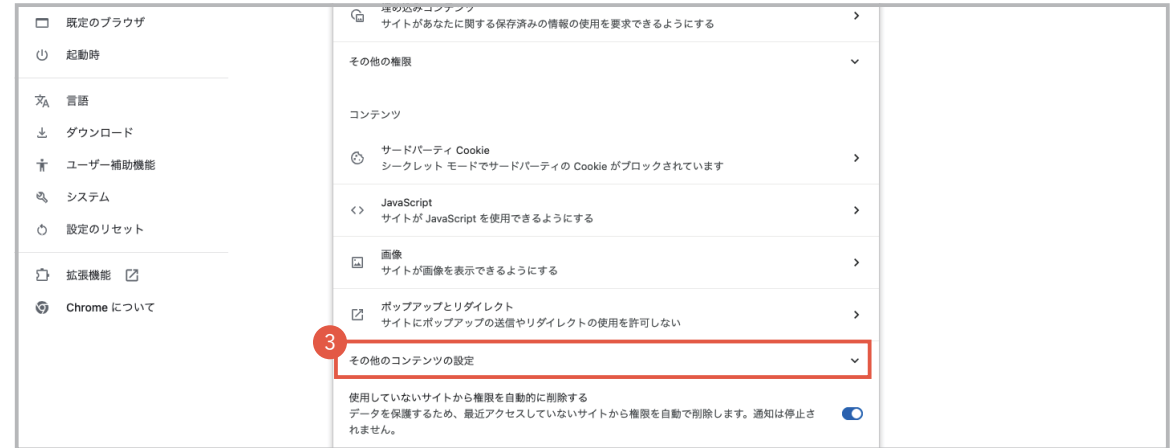 既定のブラウザ
起動時
言語
ダウンロード
ユーザー補助機能
システム
設定のリセット
拡張機能
Chrome について
埋め込みコンテンツ
サイトがあなたに関する保存済みの情報の使用を要求できるようにする
その他の権限
コンテンツ
サードパーティ Cookie
シークレット モードでサードパーティの Cookie がブロックされています
JavaScript
サイトが JavaScript を使用できるようにする
画像
サイトが画像を表示できるようにする
ポップアップとリダイレクト
サイトにポップアップの送信やリダイレクトの使用を許可しない
3
その他のコンテンツの設定
使用していないサイトから権限を自動的に削除する
データを保護するため、最近アクセスしていないサイトから権限を自動で削除します。通知は停止さ
れません。